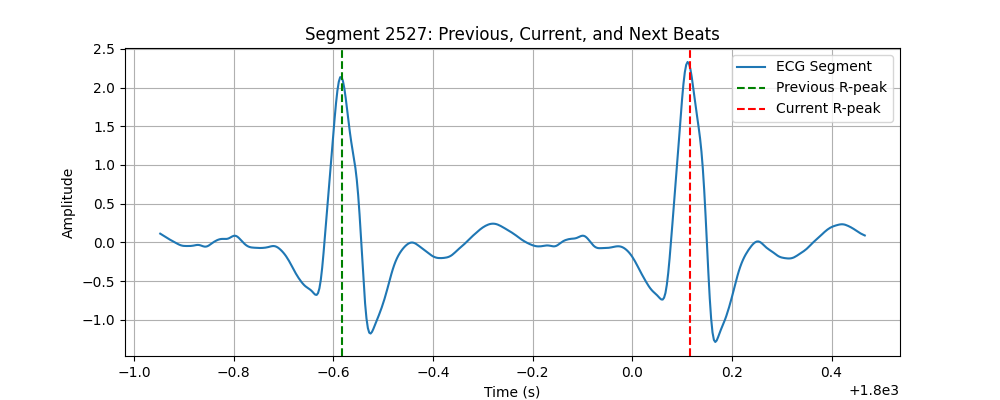 Segment 2527: Previous, Current, and Next Beats
ECG Segment
Previous R-peak
Current R-peak
Amplitude
2.5
2.0
1.5
1.0
0.5
0.0
−0.5
−1.0
−1.0 −0.8 −0.6 −0.4 −0.2 0.0 0.2 0.4
Time (s)
+1.8e3